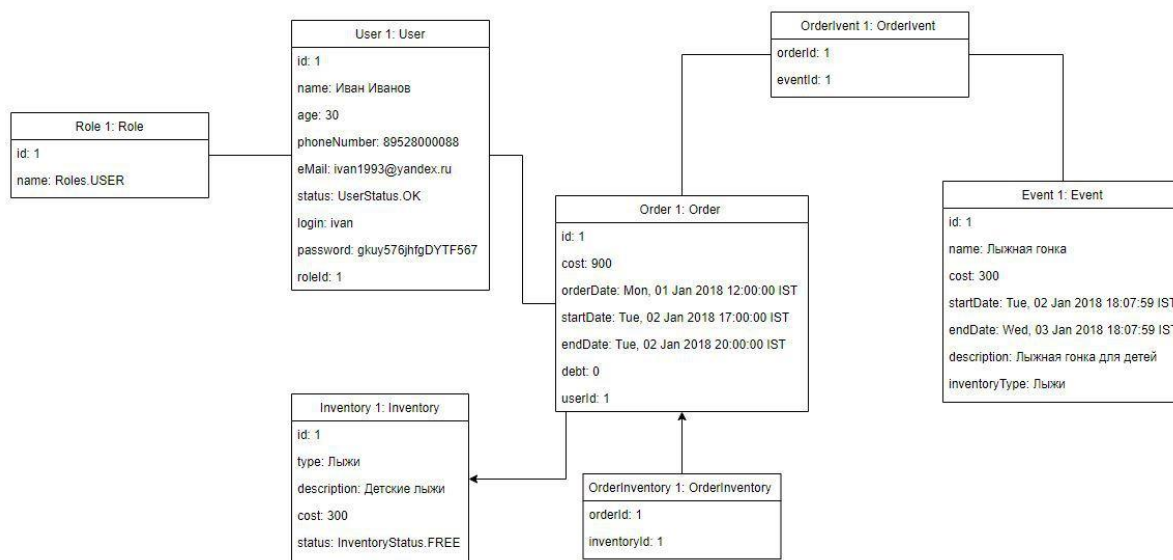 User 1: User
id: 1
name: Иван Иванов
age: 30
phoneNumber: 89528000088
eMail: ivan1993@yandex.ru
status: UserStatus.OK
login: ivan
password: gkuy576jhfgDYTF567
roleId: 1
Role 1: Role
id: 1
name: Roles.USER
OrderIvent 1: OrderIvent
orderId: 1
eventId: 1
Order 1: Order
id: 1
cost: 900
orderDate: Mon, 01 Jan 2018 12:00:00 IST
startDate: Tue, 02 Jan 2018 17:00:00 IST
endDate: Tue, 02 Jan 2018 20:00:00 IST
debt: 0
userId: 1
Event 1: Event
id: 1
name: Лыжная гонка
cost: 300
startDate: Tue, 02 Jan 2018 18:07:59 IST
endDate: Wed, 03 Jan 2018 18:07:59 IST
description: Лыжная гонка для детей
inventoryType: Лыжи
Inventory 1: Inventory
id: 1
type: Лыжи
description: Детские лыжи
cost: 300
status: InventoryStatus.FREE
OrderInventory 1: OrderInventory
orderId: 1
inventoryId: 1